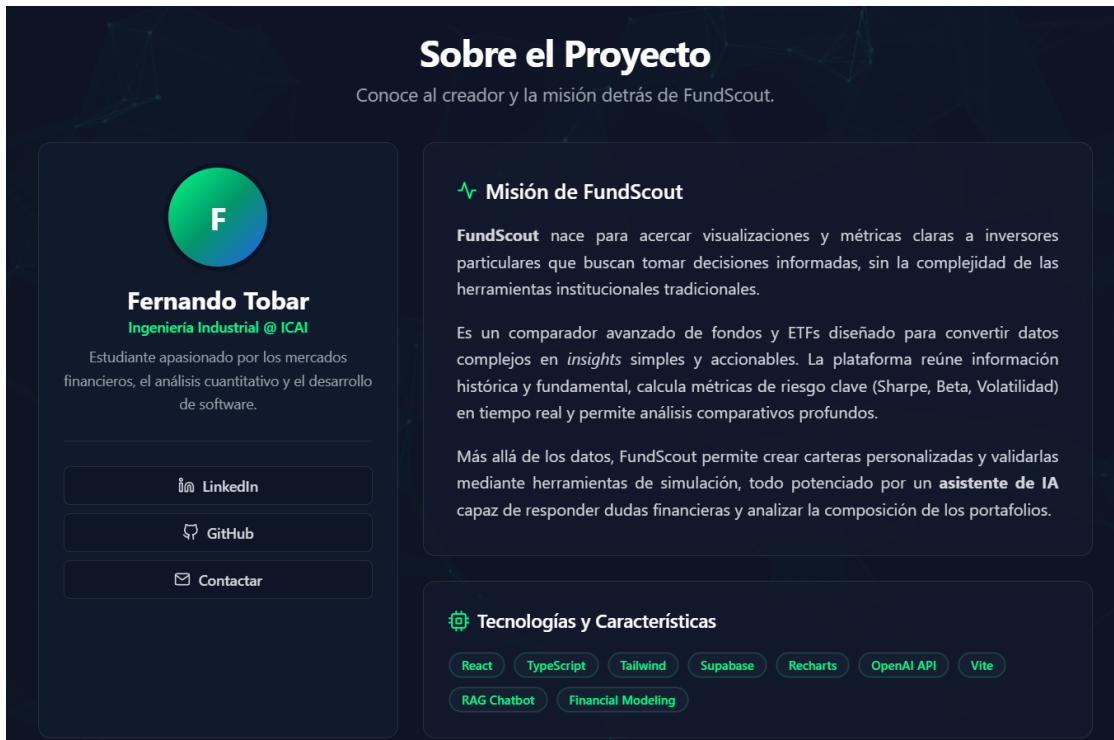 Sobre el Proyecto
Conoce al creador y la misión detrás de FundScout.
F
Fernando Tobar
Ingeniería Industrial @ ICAI
Estudiante apasionado por los mercados
financieros, el análisis cuantitativo y el desarrollo
de software.
LinkedIn
GitHub
Contactar
Misión de FundScout
FundScout nace para acercar visualizaciones y métricas claras a inversores
particulares que buscan tomar decisiones informadas, sin la complejidad de las
herramientas institucionales tradicionales.
Es un comparador avanzado de fondos y ETFs diseñado para convertir datos
complejos en insights simples y accionables. La plataforma reúne información
histórica y fundamental, calcula métricas de riesgo clave (Sharpe, Beta, Volatilidad)
en tiempo real y permite análisis comparativos profundos.
Más allá de los datos, FundScout permite crear carteras personalizadas y validarlas
mediante herramientas de simulación, todo potenciado por un asistente de IA
capaz de responder dudas financieras y analizar la composición de los portafolios.
Tecnologías y Características
React TypeScript Tailwind Supabase Recharts OpenAI API Vite
RAG Chatbot Financial Modeling